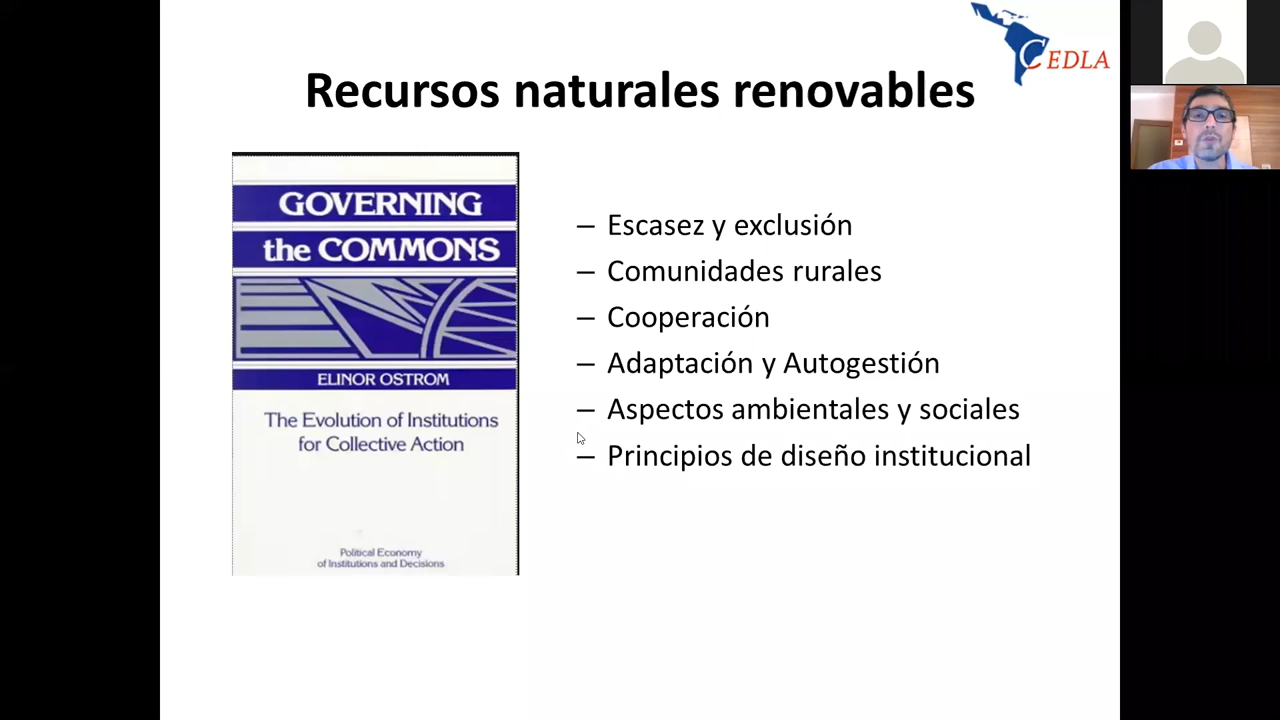 CEDLA
Recursos naturales renovables
GOVERNING
the COMMONS
ELINOR OSTROM
The Evolution of Institutions
for Collective Action
Political Economy
of Institutions and Decisions
– Escasez y exclusión
– Comunidades rurales
– Cooperación
– Adaptación y Autogestión
– Aspectos ambientales y sociales
– Principios de diseño institucional